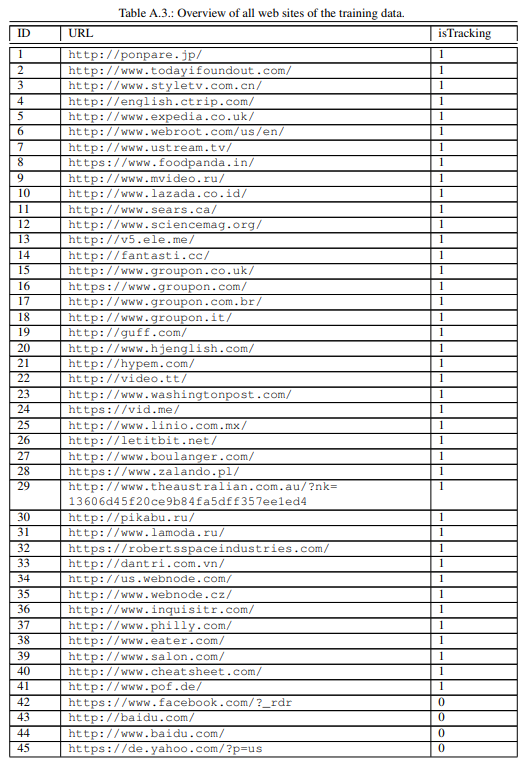 Table A.3.: Overview of all web sites of the training data.
ID URL isTracking
1 http://ponpare.jp/ 1
2 http://www.todayifoundout.com/ 1
3 http://www.styletv.com.cn/ 1
4 http://english.ctrip.com/ 1
5 http://www.expedia.co.uk/ 1
6 http://www.webroot.com/us/en/ 1
7 http://www.ustream.tv/ 1
8 https://www.foodpanda.in/ 1
9 http://www.mvideo.ru/ 1
10 http://www.lazada.co.id/ 1
11 http://www.sears.ca/ 1
12 http://www.sciencemag.org/ 1
13 http://v5.ele.me/ 1
14 http://fantasti.cc/ 1
15 http://www.groupon.co.uk/ 1
16 https://www.groupon.com/ 1
17 http://www.groupon.com.br/ 1
18 http://www.groupon.it/ 1
19 http://guff.com/ 1
20 http://www.hjenglish.com/ 1
21 http://hypem.com/ 1
22 http://video.tt/ 1
23 http://www.washingtonpost.com/ 1
24 https://vid.me/ 1
25 http://www.linio.com.mx/ 1
26 http://letitbit.net/ 1
27 http://www.boulanger.com/ 1
28 https://www.zalando.pl/ 1
29 http://www.theaustralian.com.au/?nk= 1
13606d45f20ce9b84fa5dff357ee1ed4
30 http://pikabu.ru/ 1
31 http://www.lamoda.ru/ 1
32 https://robertsspaceindustries.com/ 1
33 http://dantri.com.vn/ 1
34 http://us.webnode.com/ 1
35 http://www.webnode.cz/ 1
36 http://www.inquisitr.com/ 1
37 http://www.philly.com/ 1
38 http://www.eater.com/ 1
39 http://www.salon.com/ 1
40 http://www.cheatsheet.com/ 1
41 http://www.pof.de/ 1
42 https://www.facebook.com/?_rdr 0
43 http://baidu.com/ 0
44 http://www.baidu.com/ 0
45 https://de.yahoo.com/?p=us 0